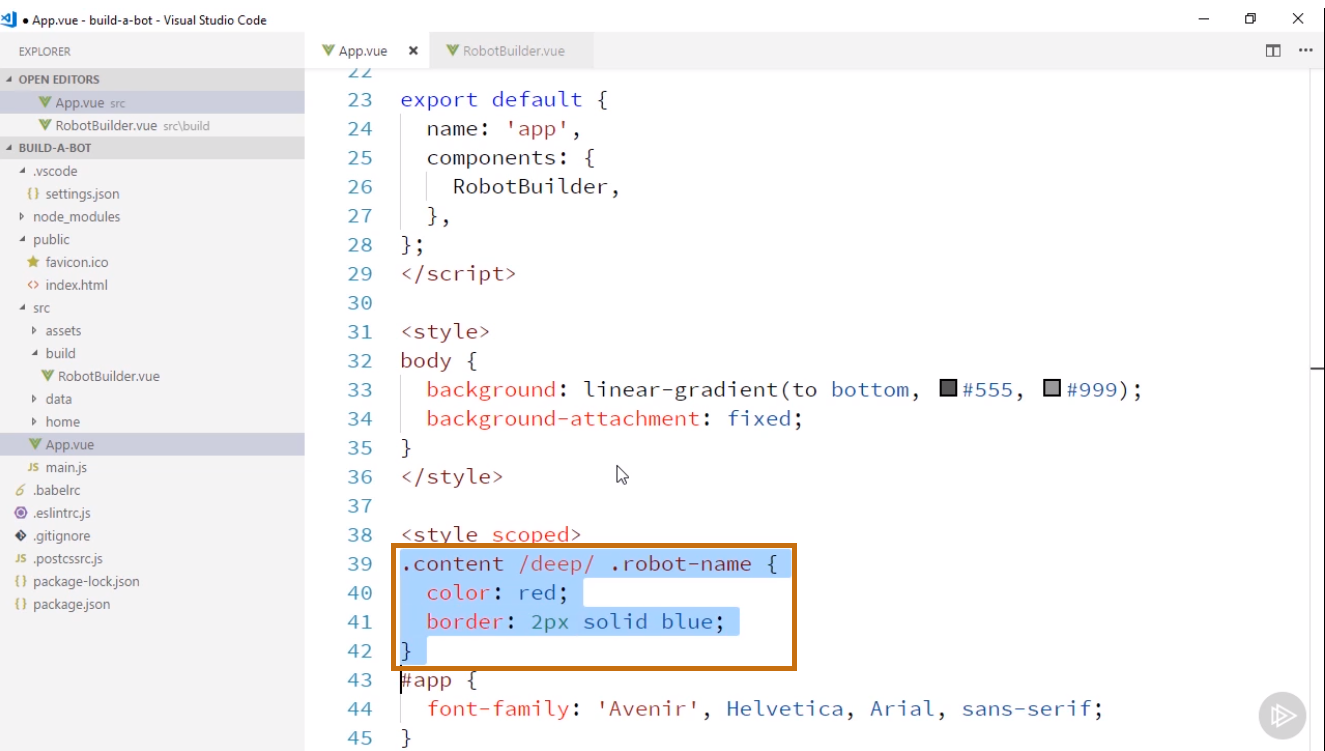 ● App.vue - build-a-bot - Visual Studio Code
EXPLORER
OPEN EDITORS
App.vue src
RobotBuilder.vue src\build
BUILD-A-BOT
.vscode
{} settings.json
node_modules
public
favicon.ico
<> index.html
src
assets
build
RobotBuilder.vue
data
home
App.vue
JS main.js
6 .babelrc
.eslintrc.js
.gitignore
JS .postcssrc.js
{} package-lock.json
{} package.json
App.vue × RobotBuilder.vue
22
23 export default {
24 name: 'app',
25 components: {
26 RobotBuilder,
27 },
28 };
29 </script>
30
31 <style>
32 body {
33 background: linear-gradient(to bottom, #555, #999);
34 background-attachment: fixed;
35 }
36 </style>
37
38 <style scoped>
39 .content /deep/ .robot-name {
40 color: red;
41 border: 2px solid blue;
42 }
43 #app {
44 font-family: 'Avenir', Helvetica, Arial, sans-serif;
45 }